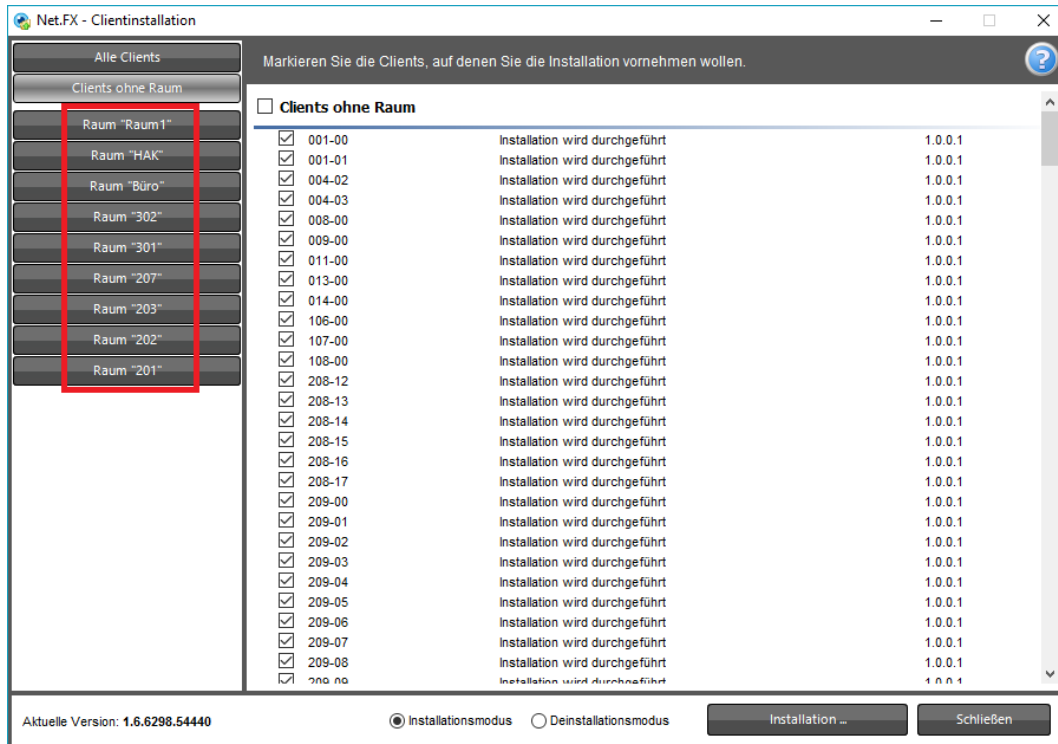 Net.FX - Clientinstallation
Alle Clients
Clients ohne Raum
Raum "Raum1"
Raum "HAK"
Raum "Büro"
Raum "302"
Raum "301"
Raum "207"
Raum "203"
Raum "202"
Raum "201"
Markieren Sie die Clients, auf denen Sie die Installation vornehmen wollen.
?
Clients ohne Raum
001-00 Installation wird durchgeführt 1.0.0.1
001-01 Installation wird durchgeführt 1.0.0.1
004-02 Installation wird durchgeführt 1.0.0.1
004-03 Installation wird durchgeführt 1.0.0.1
008-00 Installation wird durchgeführt 1.0.0.1
009-00 Installation wird durchgeführt 1.0.0.1
011-00 Installation wird durchgeführt 1.0.0.1
013-00 Installation wird durchgeführt 1.0.0.1
014-00 Installation wird durchgeführt 1.0.0.1
106-00 Installation wird durchgeführt 1.0.0.1
107-00 Installation wird durchgeführt 1.0.0.1
108-00 Installation wird durchgeführt 1.0.0.1
208-12 Installation wird durchgeführt 1.0.0.1
208-13 Installation wird durchgeführt 1.0.0.1
208-14 Installation wird durchgeführt 1.0.0.1
208-15 Installation wird durchgeführt 1.0.0.1
208-16 Installation wird durchgeführt 1.0.0.1
208-17 Installation wird durchgeführt 1.0.0.1
209-00 Installation wird durchgeführt 1.0.0.1
209-01 Installation wird durchgeführt 1.0.0.1
209-02 Installation wird durchgeführt 1.0.0.1
209-03 Installation wird durchgeführt 1.0.0.1
209-04 Installation wird durchgeführt 1.0.0.1
209-05 Installation wird durchgeführt 1.0.0.1
209-06 Installation wird durchgeführt 1.0.0.1
209-07 Installation wird durchgeführt 1.0.0.1
209-08 Installation wird durchgeführt 1.0.0.1
209-09 Installation wird durchgeführt 1.0.0.1
Aktuelle Version: 1.6.6298.54440
Installationsmodus
Deinstallationsmodus
Installation ...
Schließen